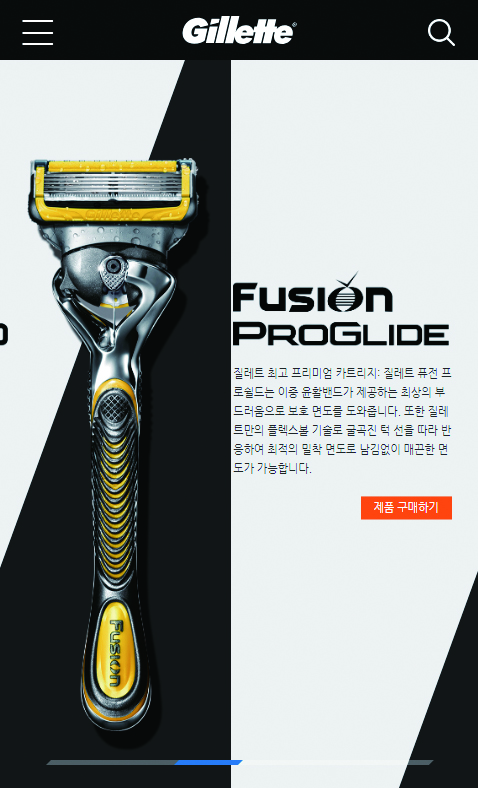 Gillette
Fusion
PROGLIDE
질레트 최고 프리미엄 카트리지: 질레트 퓨전 프
로쉴드는 이중 윤활밴드가 제공하는 최상의 부
드러움으로 보호 면도를 도와줍니다. 또한 질레
트만의 플렉스볼 기술로 굴곡진 턱 선을 따라 반
응하여 최적의 밀착 면도로 남김없이 매끈한 면
도가 가능합니다.
제품 구매하기
FUSION